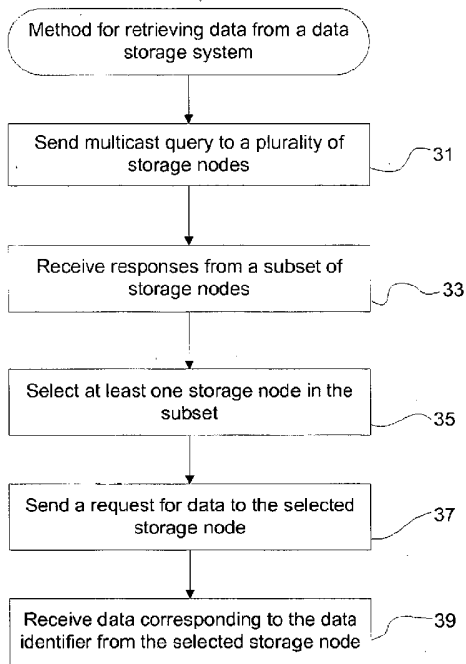 Method for retrieving data from a data
storage system
Send multicast query to a plurality of
storage nodes
31
Receive responses from a subset of
storage nodes
33
Select at least one storage node in the
subset
35
Send a request for data to the selected
storage node
37
Receive data corresponding to the data
identifier from the selected storage node
39